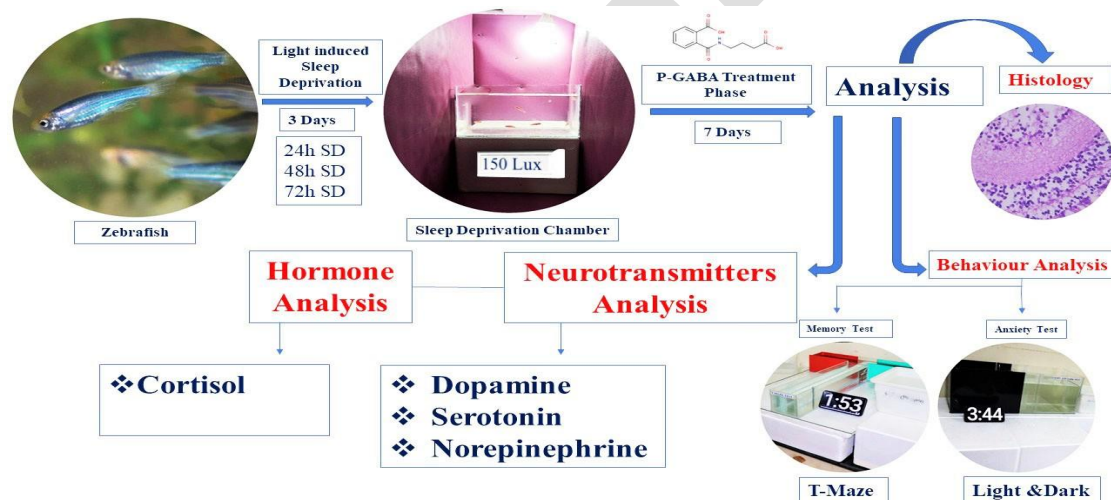 Light induced
Sleep
Deprivation
3 Days
24h SD
48h SD
72h SD
Zebrafish
150 Lux
Sleep Deprivation Chamber
P-GABA Treatment
Phase
7 Days
Analysis
Histology
Hormone
Analysis
Neurotransmitters
Analysis
Behaviour Analysis
Memory Test
Anxiety Test
❖Cortisol
❖ Dopamine
❖ Serotonin
❖ Norepinephrine
1:53
3:44
T-Maze
Light &Dark